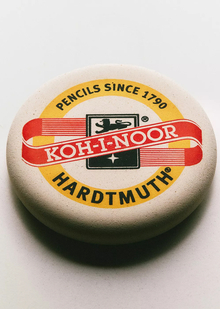 PENCILS SINCE 1790
®
KOH-I-NOOR
HARDTMUTH®